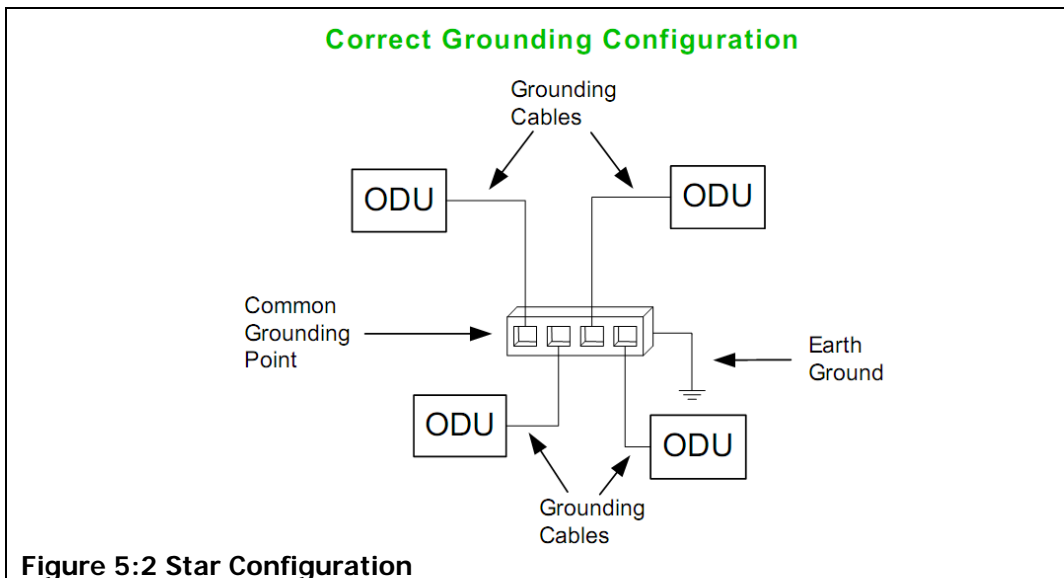 Correct Grounding Configuration
Grounding
Cables
ODU
ODU
Common
Grounding
Point
Earth
Ground
ODU
ODU
Grounding
Cables
Figure 5:2 Star Configuration